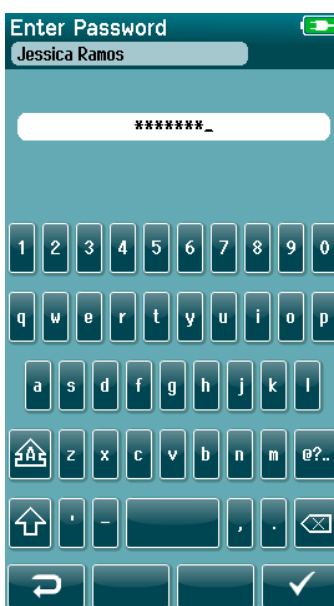 Enter Password
Jessica Ramos
*******_
1 2 3 4 5 6 7 8 9 0
q w e r t y u i o p
a s d f g h j k l
A z x c v b n m @?..
' - , .